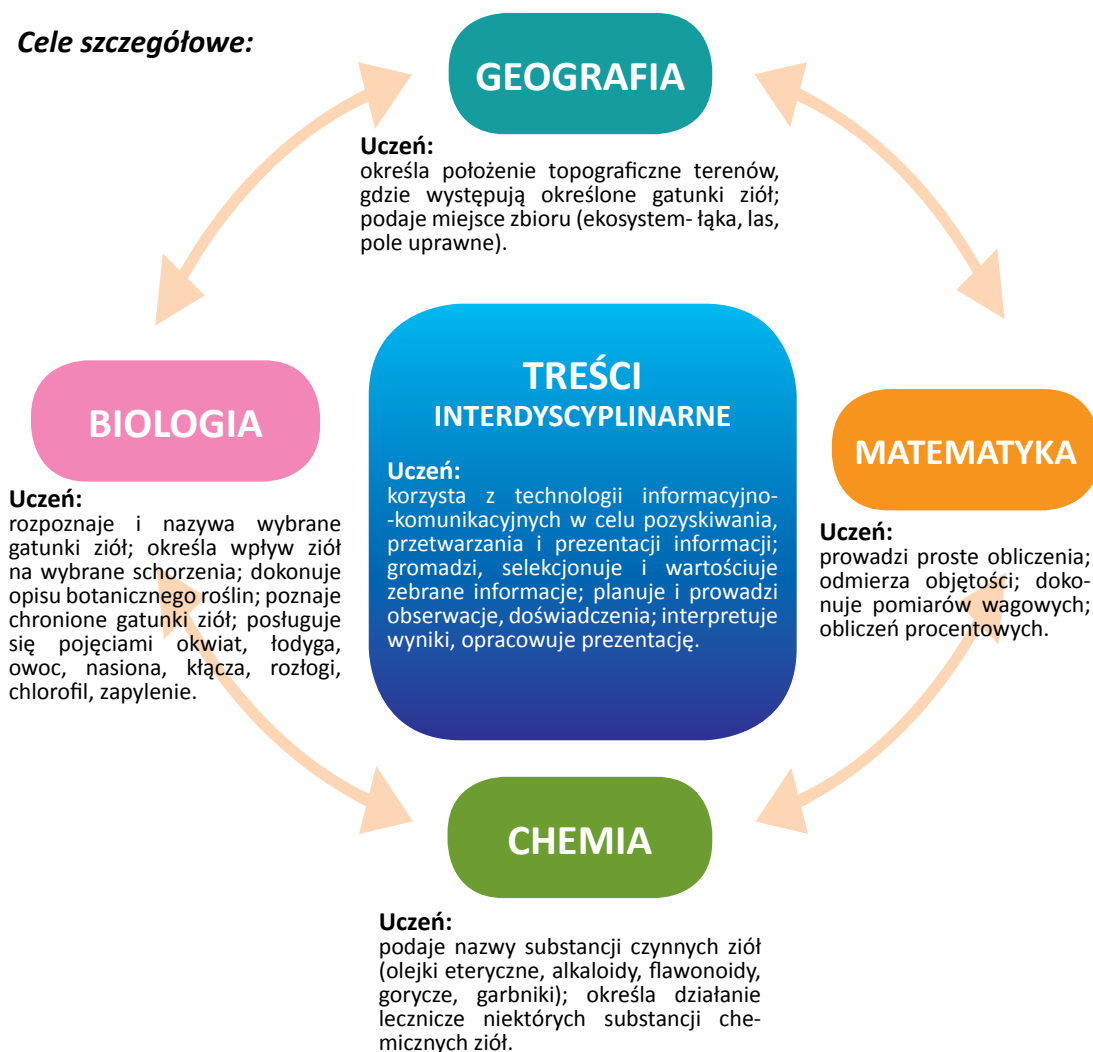 Cele szczegółowe:
GEOGRAFIA
Uczeń:
określa położenie topograficzne terenów,
gdzie występują określone gatunki ziół;
podaje miejsce zbioru (ekosystem- łąka, las,
pole uprawne).
TREŚCI
INTERDYSCYPLINARNE
Uczeń:
korzysta z technologii informacyjno-
-komunikacyjnych w celu pozyskiwania,
przetwarzania i prezentacji informacji;
gromadzi, selekcjonuje i wartościuje
zebrane informacje; planuje i prowadzi
obserwacje, doświadczenia; interpretuje
wyniki, opracowuje prezentację.
BIOLOGIA
Uczeń:
rozpoznaje i nazywa wybrane
gatunki ziół; określa wpływ ziół
na wybrane schorzenia; dokonuje
opisu botanicznego roślin; poznaje
chronione gatunki ziół; posługuje
się pojęciami okwiat, łodyga,
owoc, nasiona, kłącza, rozłogi,
chlorofil, zapylenie.
MATEMATYKA
Uczeń:
prowadzi proste obliczenia;
odmierza objętości; doko-
nuje pomiarów wagowych;
obliczeń procentowych.
CHEMIA
Uczeń:
podaje nazwy substancji czynnych ziół
(olejki eteryczne, alkaloidy, flawonoidy,
gorycze, garbniki); określa działanie
lecznicze niektórych substancji che-
micznych ziół.